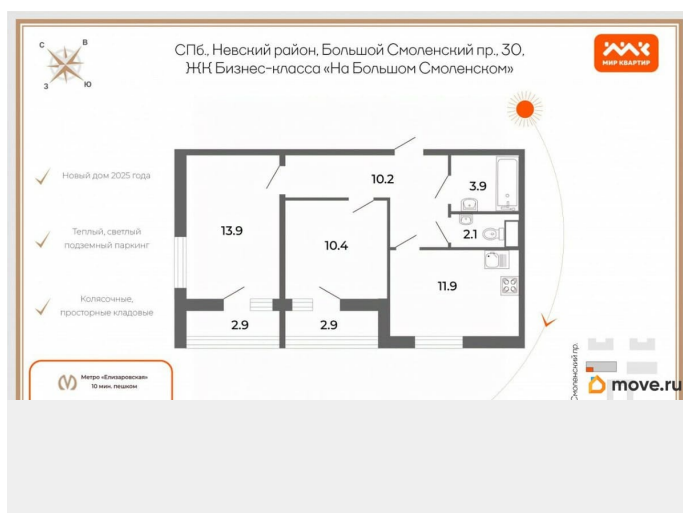 СПб., Невский район, Большой Смоленский пр., 30,
ЖК Бизнес-класса «На Большом Смоленском»
МИР КВАРТИР
С
В
З
Ю
Новый дом 2025 года
Теплый, светлый
подземный паркинг
Колясочные,
просторные кладовые
Метро «Елизаровская»
10 мин. пешком
10.2
3.9
13.9
10.4
2.1
11.9
2.9
2.9
Смоленский пр.
move.ru